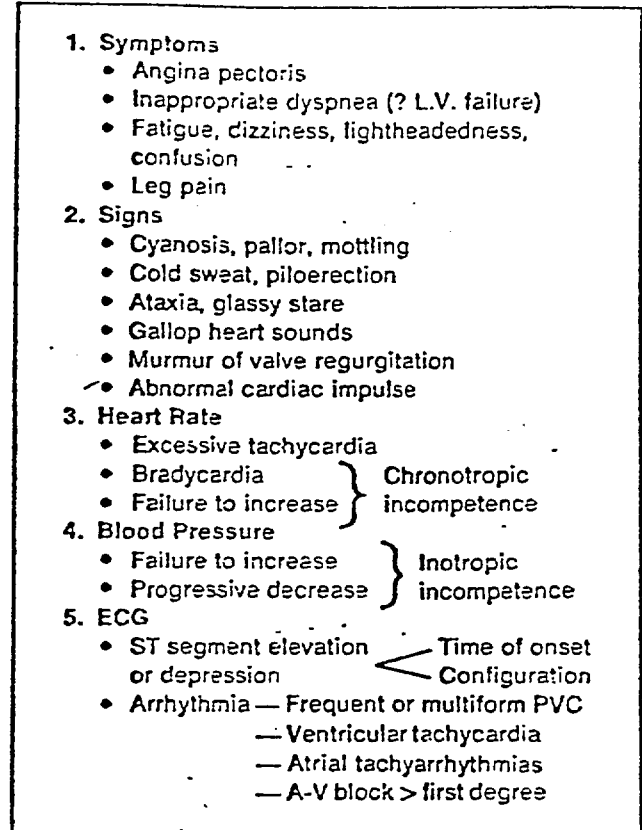 1. Symptoms
• Angina pectoris
• Inappropriate dyspnea (? L.V. failure)
• Fatigue, dizziness, lightheadedness,
confusion
• Leg pain
2. Signs
• Cyanosis, pallor, mottling
• Cold sweat, piloerection
• Ataxia, glassy stare
• Gallop heart sounds
• Murmur of valve regurgitation
• Abnormal cardiac impulse
3. Heart Rate
• Excessive tachycardia
• Bradycardia } Chronotropic
• Failure to increase } incompetence
4. Blood Pressure
• Failure to increase } Inotropic
• Progressive decrease } incompetence
5. ECG
• ST segment elevation Time of onset
or depression Configuration
• Arrhythmia — Frequent or multiform PVC
— Ventricular tachycardia
— Atrial tachyarrhythmias
— A-V block > first degree